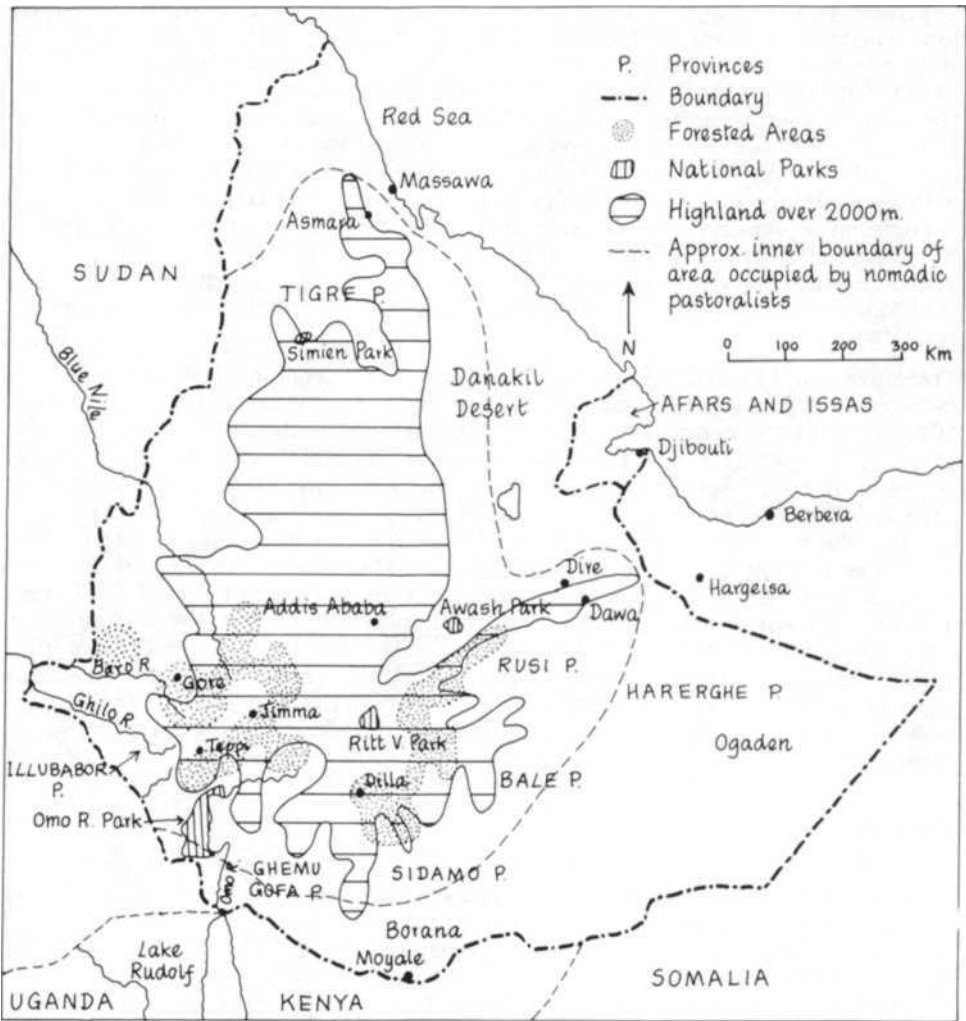 P. Provinces
Boundary
Forested Areas
National Parks
Highland over 2000 m.
Approx. inner boundary of
area occupied by nomadic
pastoralists
N
0 100 200 300 Km
Red Sea
Massawa
Asmara
SUDAN
TIGRE P.
Simien Park
Blue Nile
Danakil
Desert
AFARS AND ISSAS
Djibouti
Berbera
Dire
Dawa
Hargeisa
Addis Ababa
Awash Park
Baro R.
Gore
RUSI P.
HARERGHE P.
Ghilo R.
Jimma
Ogaden
Teppi
Ritt V. Park
ILLUBABOR
P.
Dilla
BALE P.
Omo R. Park
GHEMU
GOFA P.
SIDAMO P.
Omo R.
Borana
Moyale
Lake
Rudolf
SOMALIA
UGANDA
KENYA